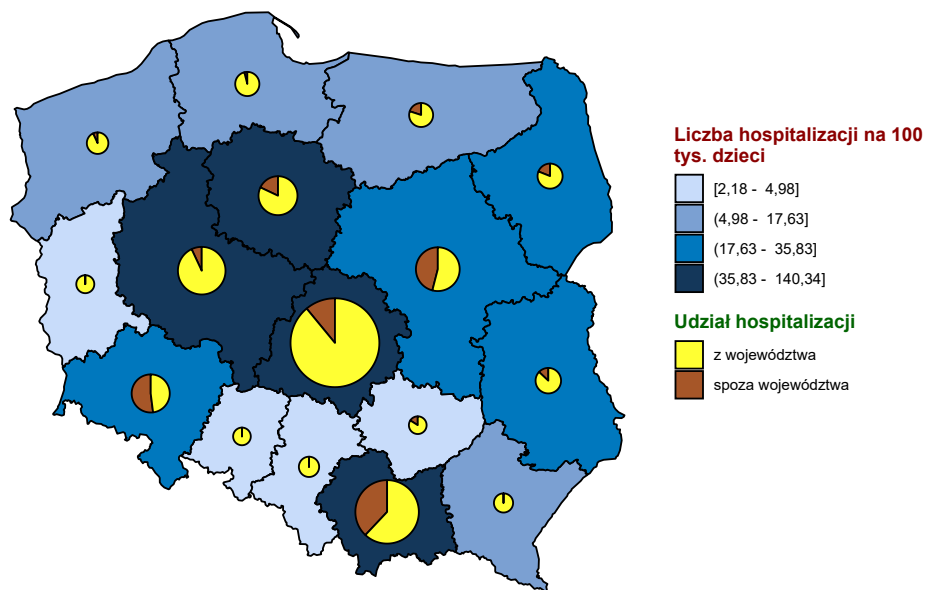 Liczba hospitalizacji na 100
tys. dzieci
[2,18 - 4,98]
(4,98 - 17,63]
(17,63 - 35,83]
(35,83 - 140,34]
Udział hospitalizacji
z województwa
spoza województwa